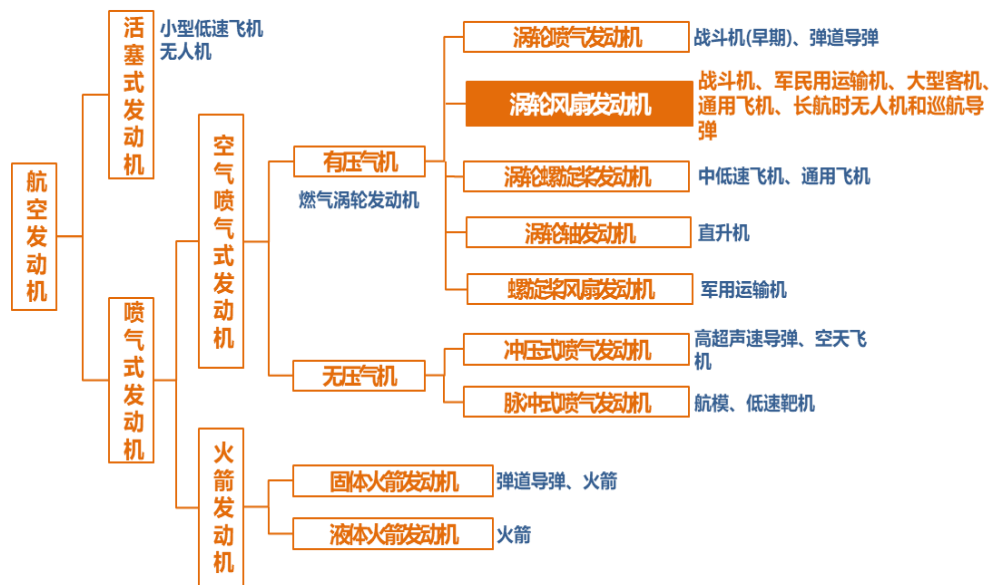 航空发动机
活塞式发动机
小型低速飞机
无人机
喷气式发动机
空气喷气式发动机
有压气机
燃气涡轮发动机
涡轮喷气发动机
战斗机(早期)、弹道导弹
涡轮风扇发动机
战斗机、军民用运输机、大型客机、
通用飞机、长航时无人机和巡航导
弹
涡轮螺旋桨发动机
中低速飞机、通用飞机
涡轮轴发动机
直升机
螺旋桨风扇发动机
军用运输机
无压气机
冲压式喷气发动机
高超声速导弹、空天飞
机
脉冲式喷气发动机
航模、低速靶机
火箭发动机
固体火箭发动机
弹道导弹、火箭
液体火箭发动机
火箭